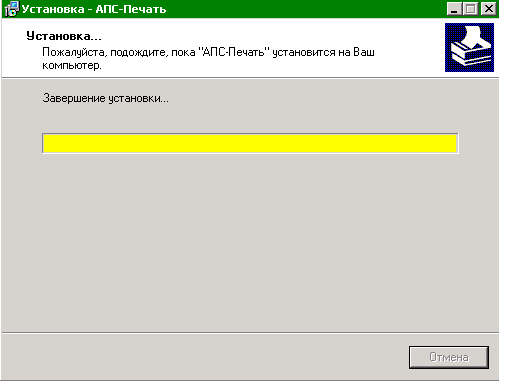 Установка - АПС-Печать
Установка...
Пожалуйста, подождите, пока "АПС-Печать" установится на Ваш
компьютер.
Завершение установки...
Отмена